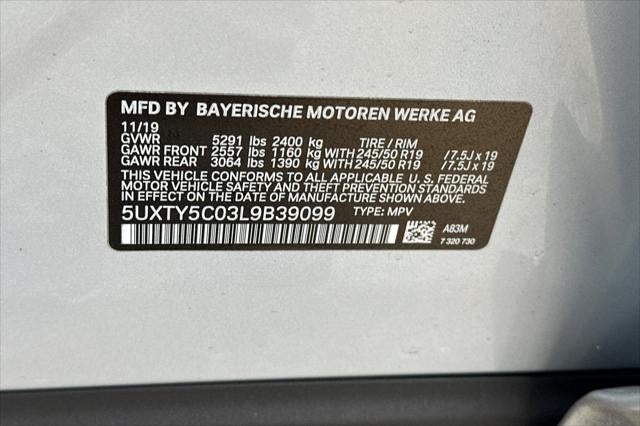 MFD BY BAYERISCHE MOTOREN WERKE AG
11/19
GVWR 5291 lbs 2400 kg TIRE / RIM
GAWR FRONT 2557 lbs 1160 kg WITH 245/50 R19 / 7.5J x 19
GAWR REAR 3064 lbs 1390 kg WITH 245/50 R19 / 7.5J x 19
THIS VEHICLE CONFORMS TO ALL APPLICABLE U. S. FEDERAL
MOTOR VEHICLE SAFETY AND THEFT PREVENTION STANDARDS
IN EFFECT ON DATE OF MANUFACTURE SHOWN ABOVE.
5UXTY5C03L9B39099 TYPE: MPV
A83M
7 320 730